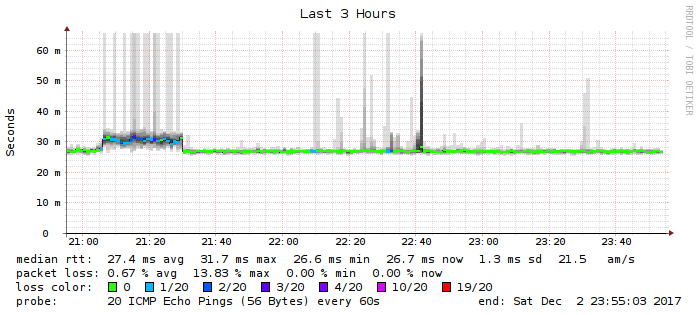 Last 3 Hours
RRDTOOL / TOBI OETIKER
Seconds
60 m
50 m
40 m
30 m
20 m
10 m
0
21:00 21:20 21:40 22:00 22:20 22:40 23:00 23:20 23:40
median rtt: 27.4 ms avg 31.7 ms max 26.6 ms min 26.7 ms now 1.3 ms sd 21.5 am/s
packet loss: 0.67 % avg 13.83 % max 0.00 % min 0.00 % now
loss color: 0 1/20 2/20 3/20 4/20 10/20 19/20
probe: 20 ICMP Echo Pings (56 Bytes) every 60s end: Sat Dec 2 23:55:03 2017